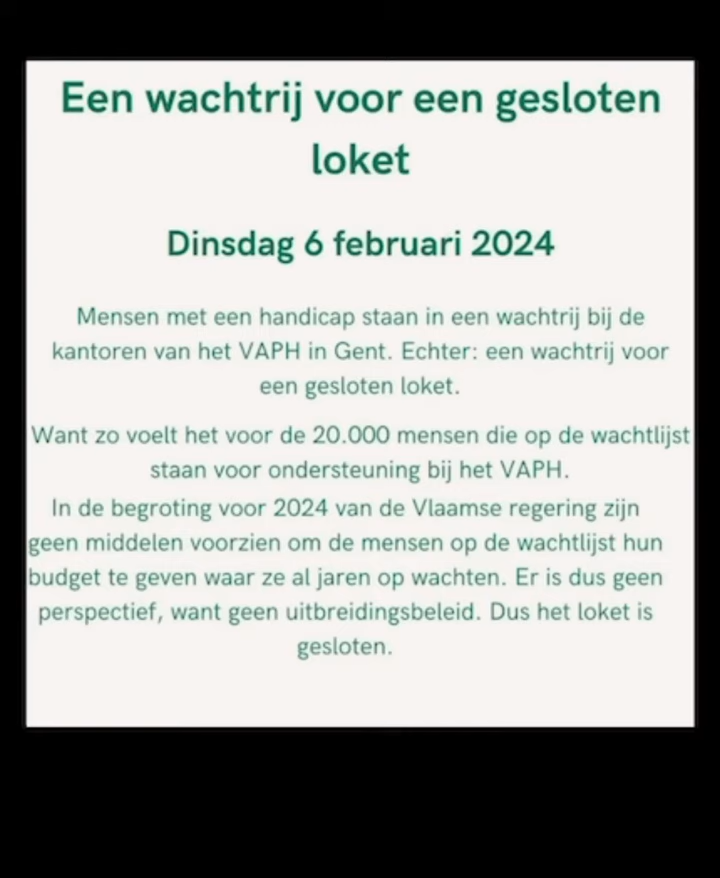 Een wachtrij voor een gesloten
loket
Dinsdag 6 februari 2024
Mensen met een handicap staan in een wachtrij bij de
kantoren van het VAPH in Gent. Echter: een wachtrij voor
een gesloten loket.
Want zo voelt het voor de 20.000 mensen die op de wachtlijst
staan voor ondersteuning bij het VAPH.
In de begroting voor 2024 van de Vlaamse regering zijn
geen middelen voorzien om de mensen op de wachtlijst hun
budget te geven waar ze al jaren op wachten. Er is dus geen
perspectief, want geen uitbreidingsbeleid. Dus het loket is
gesloten.